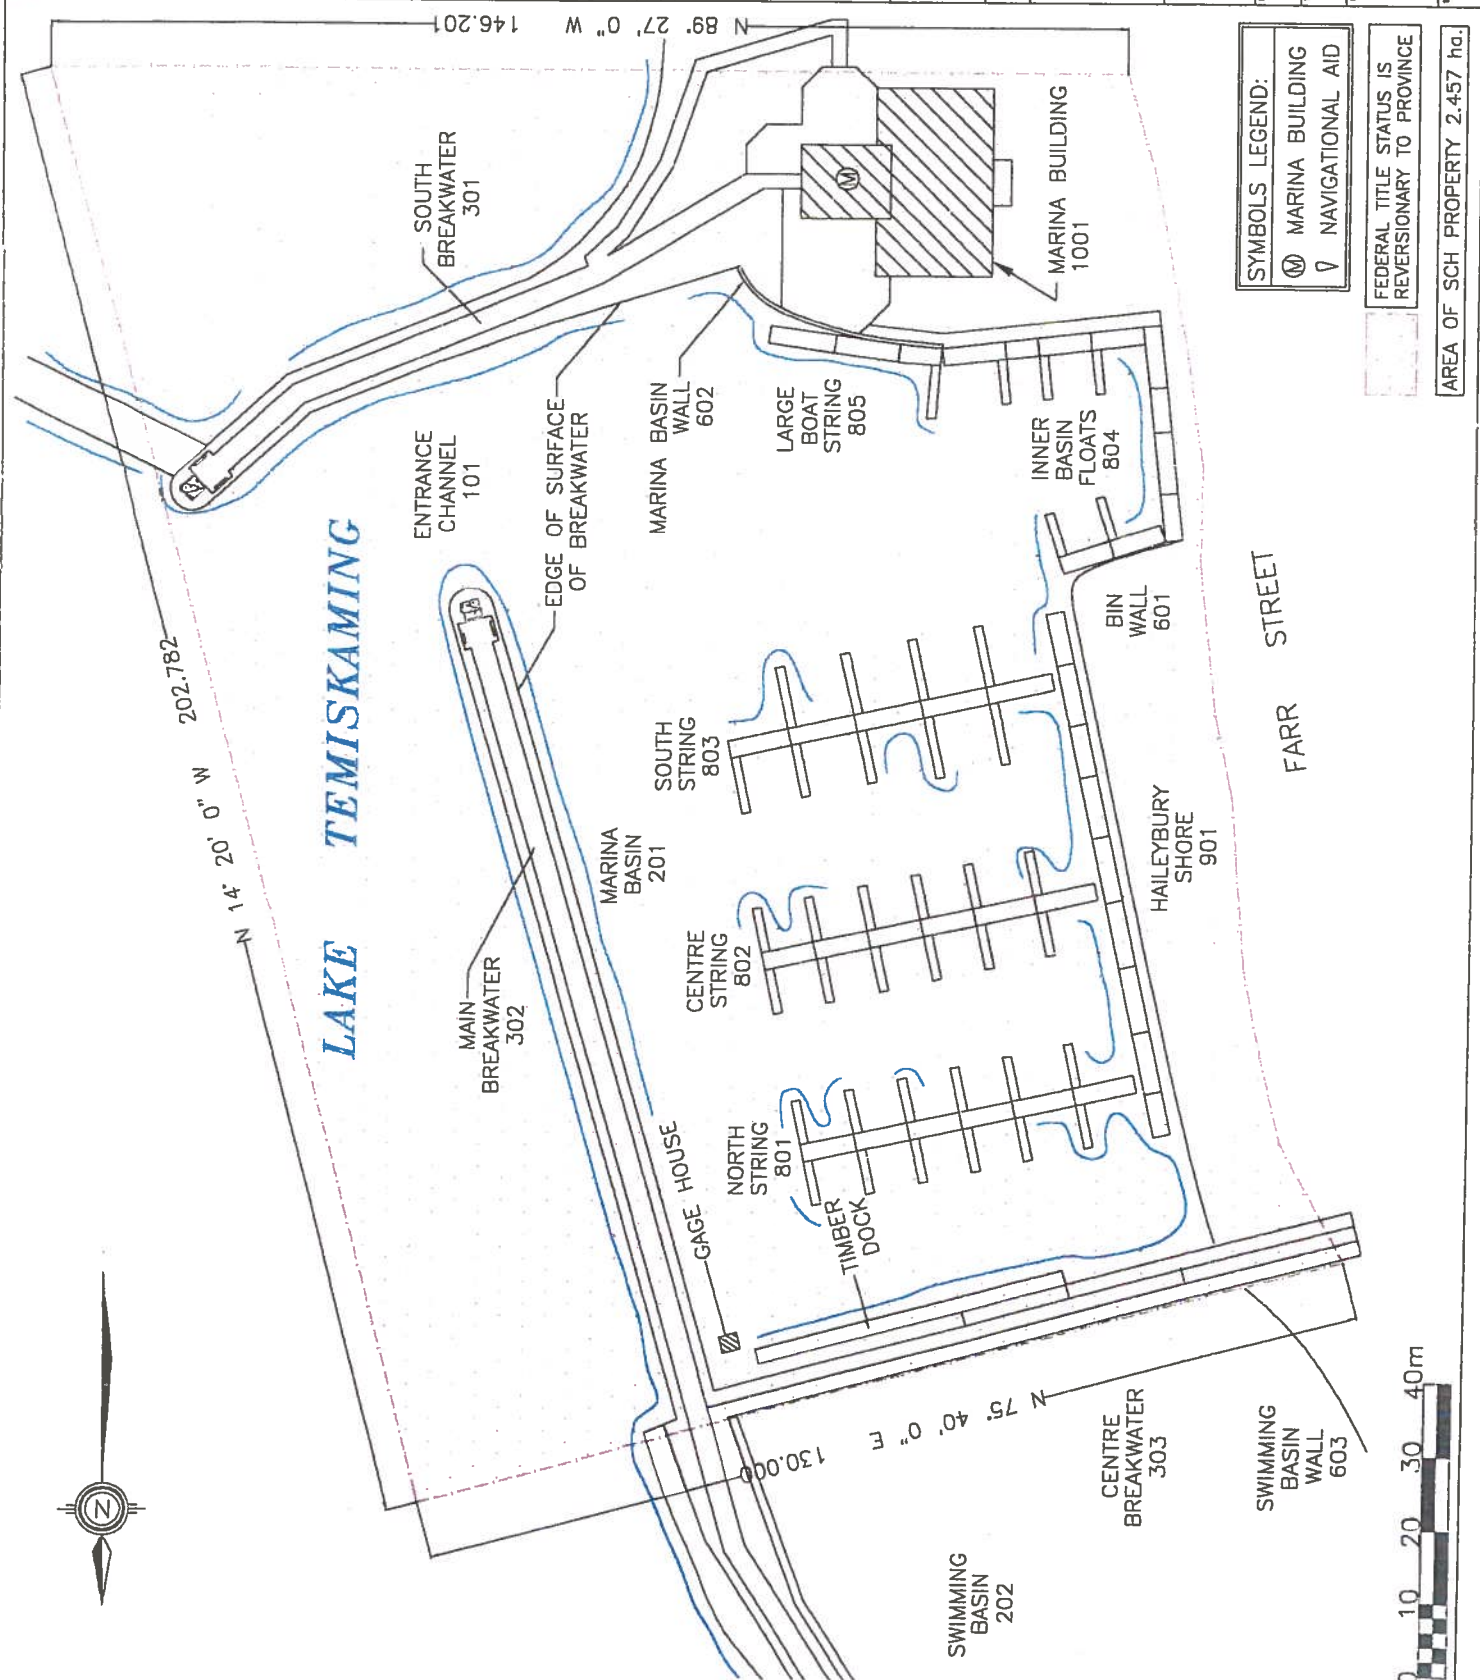 N 89° 27' 0" W 146.201
202.782
N 14° 20' 0" W
LAKE TEMISKAMING
SOUTH
BREAKWATER
301
ENTRANCE
CHANNEL
101
EDGE OF SURFACE
OF BREAKWATER
MARINA BASIN
WALL
602
LARGE
BOAT
STRING
805
INNER
BASIN
FLOATS
804
M
MARINA BUILDING
1001
SYMBOLS LEGEND:
M MARINA BUILDING
NAVIGATIONAL AID
FEDERAL TITLE STATUS IS
REVERSIONARY TO PROVINCE
AREA OF SCH PROPERTY 2.457 ha.
BIN
WALL
601
FARR STREET
SOUTH
STRING
803
MARINA
BASIN
201
MAIN
BREAKWATER
302
CENTRE
STRING
802
HAILEYBURY
SHORE
901
NORTH
STRING
801
GAGE HOUSE
TIMBER
DOCK
N 75° 40' 0" E 130.000
CENTRE
BREAKWATER
303
SWIMMING
BASIN
WALL
603
SWIMMING
BASIN
202
N
0 10 20 30 40m